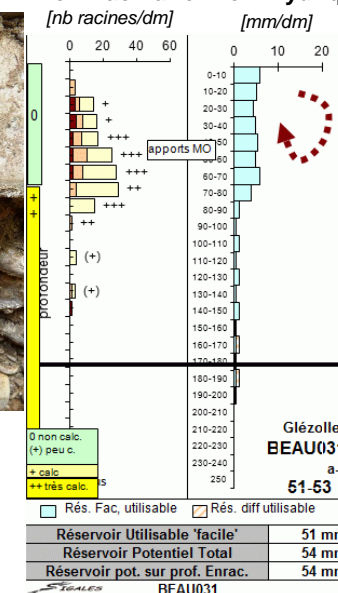 [nb racines/dm] [mm/dm]
0 20 40 60
0 10 20
0
+
+
profondeur
+
+
+++
+++
+++
++
+++
++
(+)
(+)
apports MO
0-10
10-20
20-30
30-40
40-50
60-70
70-80
80-90
90-100
100-110
110-120
120-130
130-140
140-150
150-160
160-170
170-180
180-190
190-200
200-210
210-220
220-230
230-240
250
Glézolle
BEAU031
a-
51-53
0 non calc.
(+) peu c.
+ calc
++ très calc.
Rés. Fac, utilisable Rés. diff utilisable
Réservoir Utilisable 'facile' 51 mm
Réservoir Potentiel Total 54 mm
Réservoir pot. sur prof. Enrac. 54 mm
SIGALES BEAU031